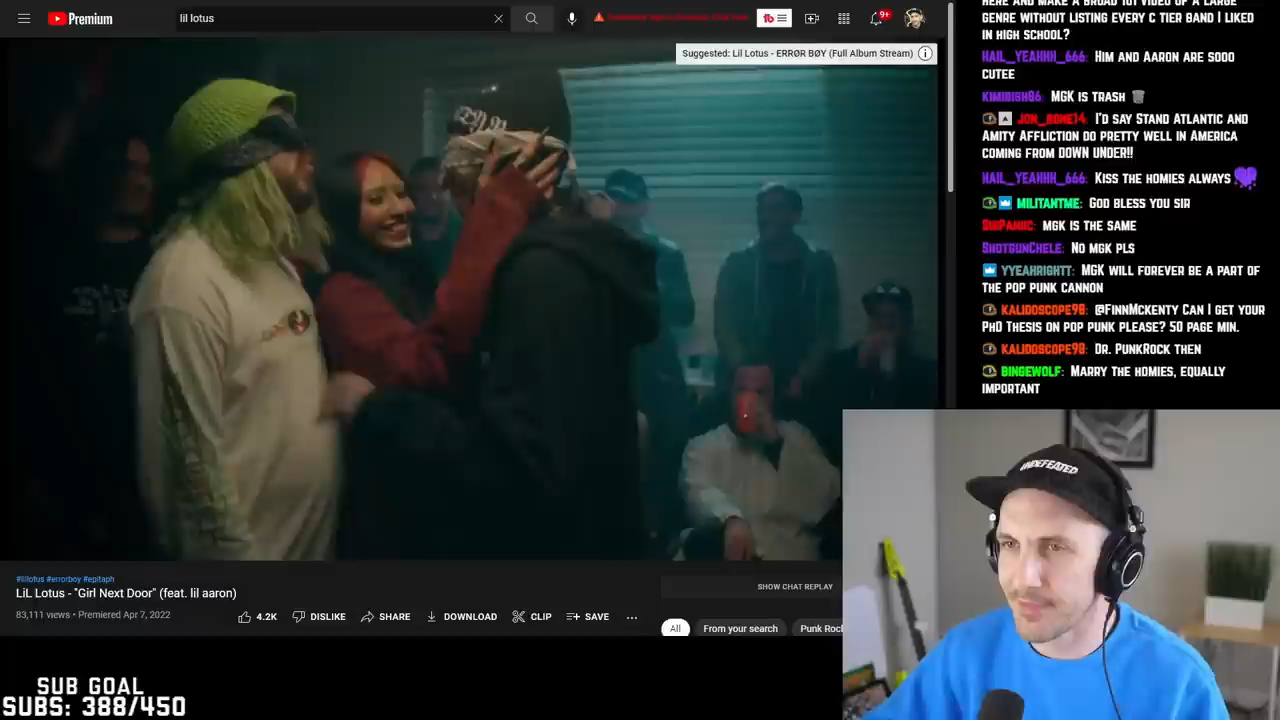 Premium
lil lotus
9+
Suggested: Lil Lotus - ERRØR BØY (Full Album Stream)
#lillotus #errorboy #epitaph
LiL Lotus - "Girl Next Door" (feat. lil aaron)
83,111 views • Premiered Apr 7, 2022
4.2K
DISLIKE
SHARE
DOWNLOAD
CLIP
SAVE
SHOW CHAT REPLAY
All
From your search
Punk Roc
SUB GOAL
SUBS: 388/450
HERE AND MAKE A BROAD 101 VIDEO OF A LARGE
GENRE WITHOUT LISTING EVERY C TIER BAND I LIKED
IN HIGH SCHOOL?
HAIL_YEAHHH_666: HIM AND AARON ARE SOOO
CUTEE
KIMIDISH86: MGK IS TRASH
JON_BONE14: I'D SAY STAND ATLANTIC AND
AMITY AFFLICTION DO PRETTY WELL IN AMERICA
COMING FROM DOWN UNDER!!
HAIL_YEAHHH_666: KISS THE HOMIES ALWAYS
MILITANTME: GOD BLESS YOU SIR
SIRPANIIC: MGK IS THE SAME
SHOTGUNCHELE: NO MGK PLS
YYEAHRIGHTT: MGK WILL FOREVER BE A PART OF
THE POP PUNK CANNON
KALIDOSCOPE98: @FINNMCKENTY CAN I GET YOUR
PHD THESIS ON POP PUNK PLEASE? 50 PAGE MIN.
KALIDOSCOPE98: DR. PUNKROCK THEN
BINGEWOLF: MARRY THE HOMIES, EQUALLY
IMPORTANT
UNDEFEATED